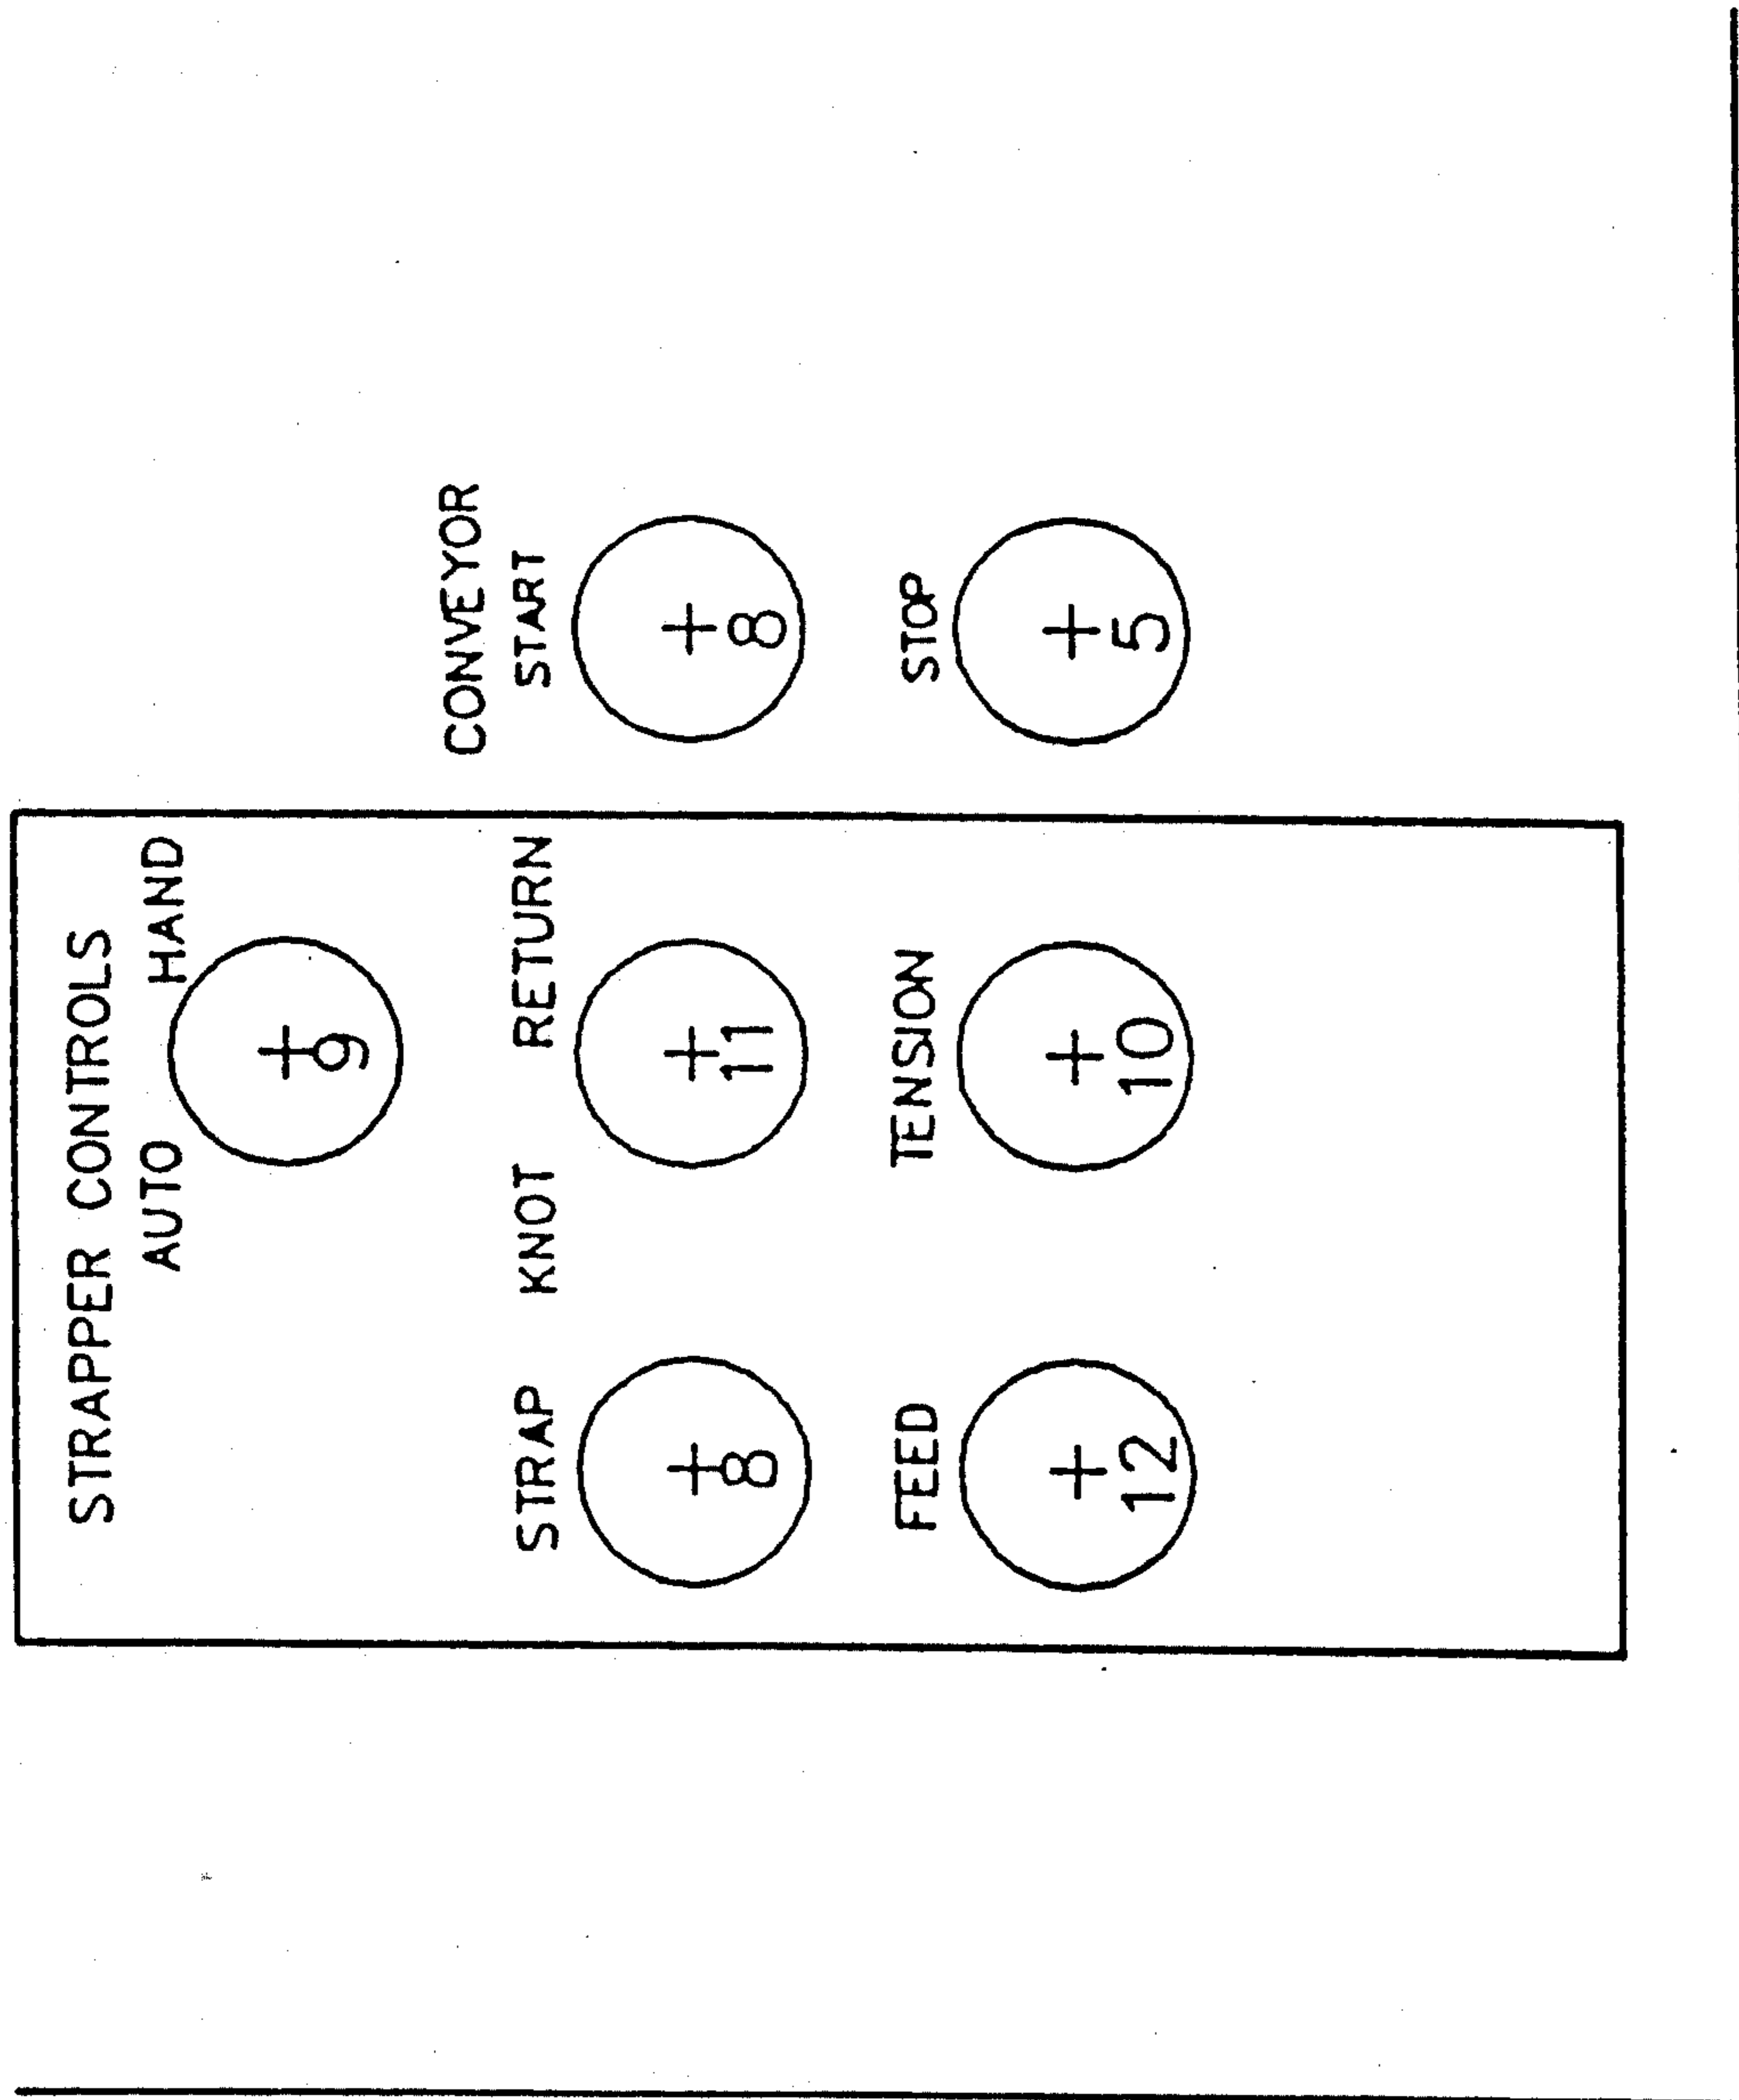 STRAPPER CONTROLS
AUTO HAND
9
CONVEYOR
STRAP KNOT RETURN START
8 11 8
FEED TENSION STOP
12 10 5